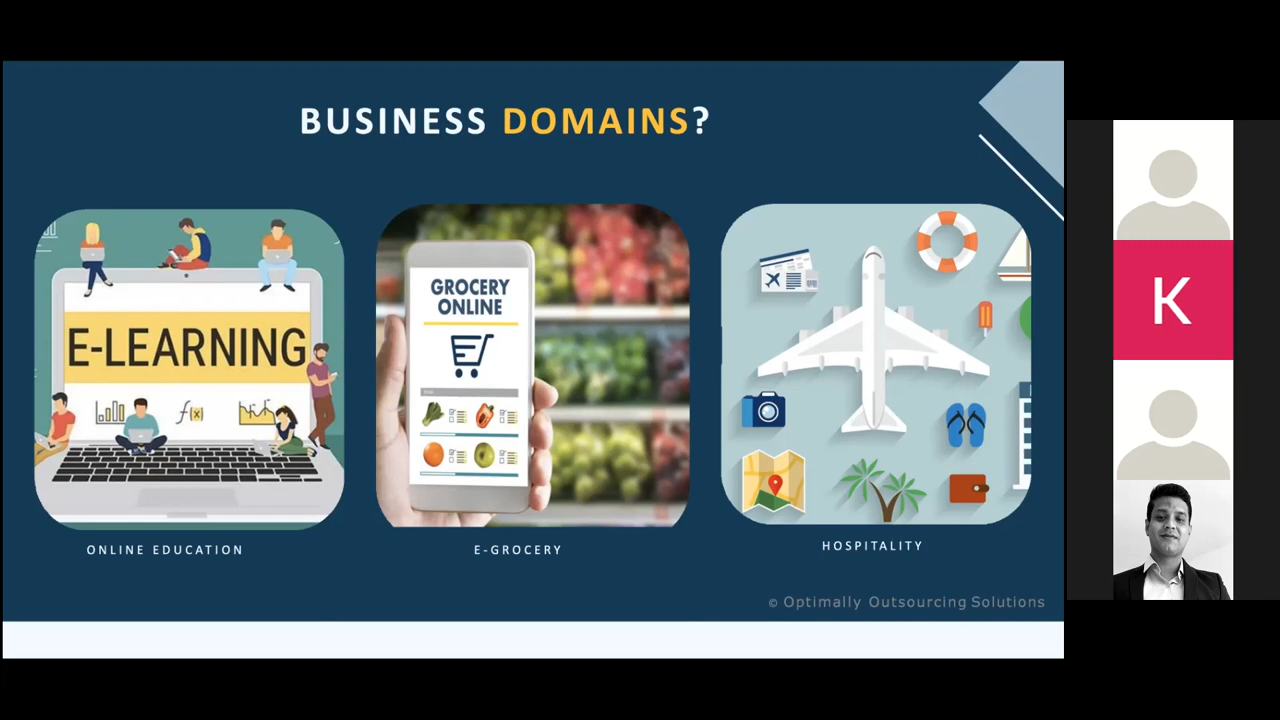 BUSINESS DOMAINS?
E-LEARNING
f(x)
GROCERY
ONLINE
ONLINE EDUCATION
E-GROCERY
HOSPITALITY
© Optimally Outsourcing Solutions
K